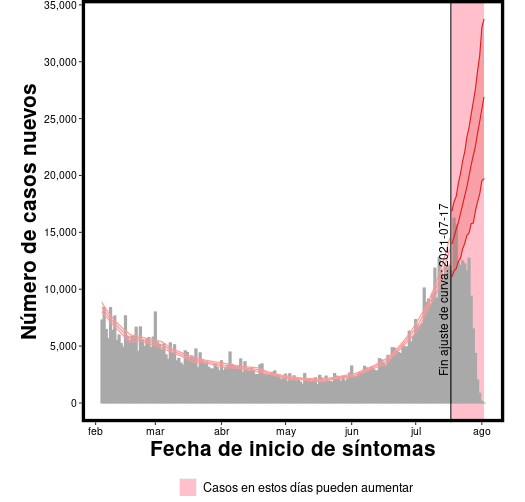 Número de casos nuevos
35,000
30,000
25,000
20,000
15,000
10,000
5,000
0
Fin ajuste de curva:2021-07-17
feb mar abr may jun jul ago
Fecha de inicio de síntomas
Casos en estos días pueden aumentar